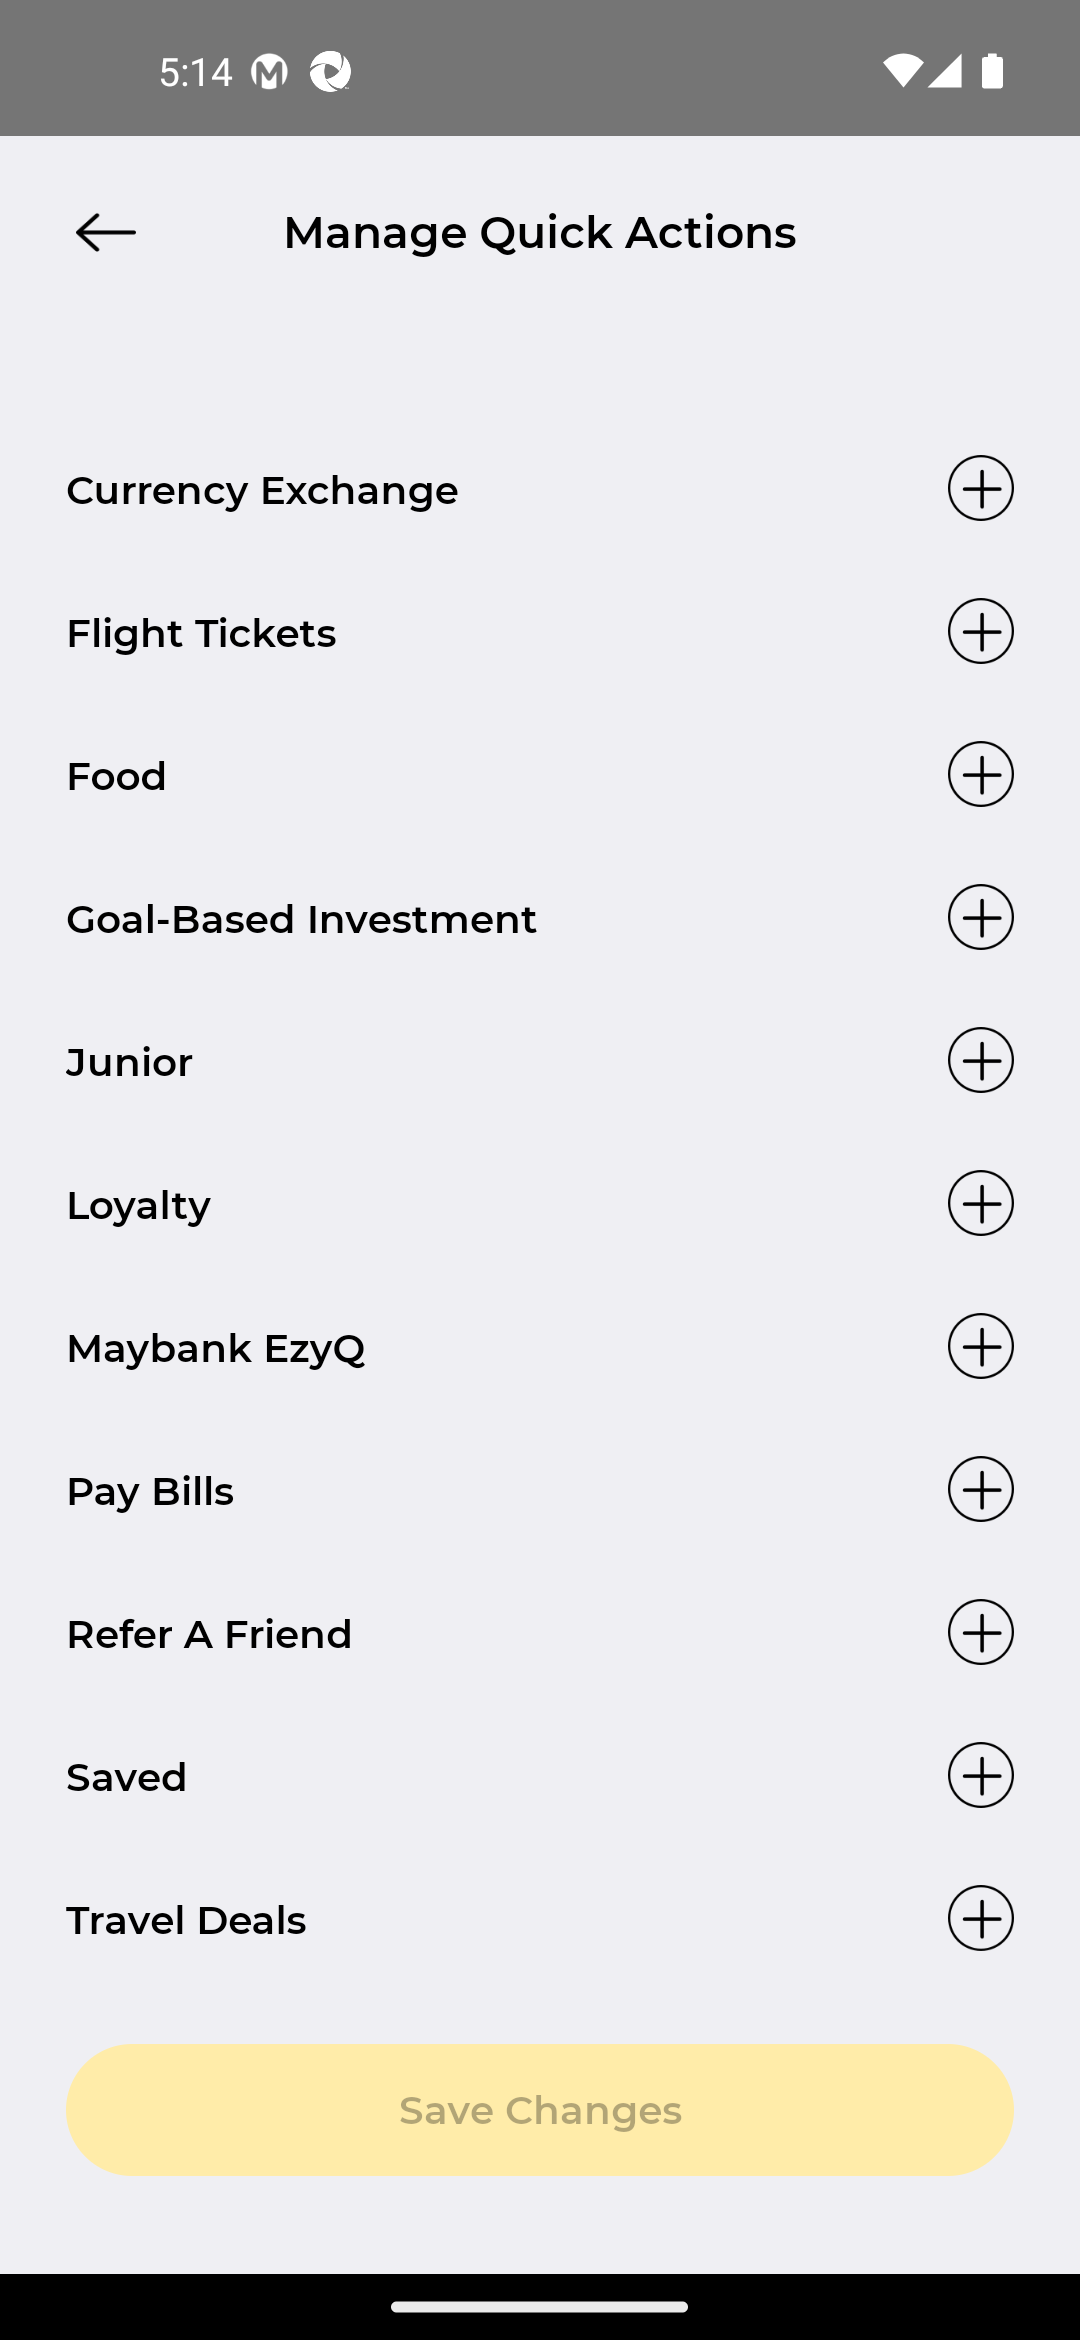 5:14
Manage Quick Actions
Currency Exchange
Flight Tickets
Food
Goal-Based Investment
Junior
Loyalty
Maybank EzyQ
Pay Bills
Refer A Friend
Saved
Travel Deals
Save Changes